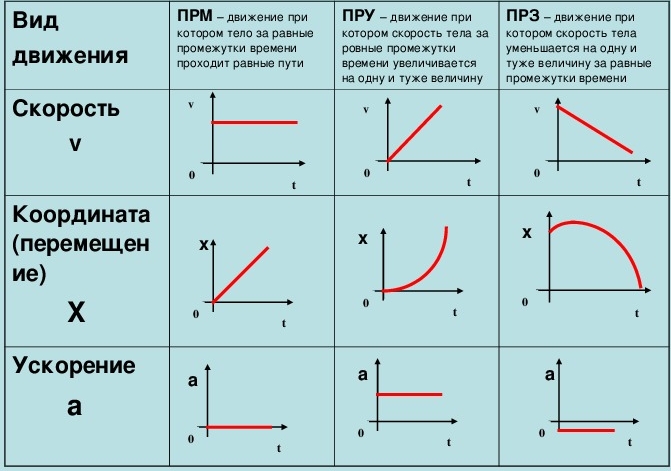 Вид
движения
ПРМ – движение при
котором тело за равные
промежутки времени
проходит равные пути
ПРУ – движение при
котором скорость тела за
ровные промежутки
времени увеличивается
на одну и туже величину
ПРЗ – движение при
котором скорость тела
уменьшается на одну и
туже величину за равные
промежутки времени
Скорость
v
v
0
t
v
0
t
v
0
t
Координата
(перемещен
ие)
X
x
0
t
x
0
t
x
0
t
Ускорение
a
a
0
t
a
0
t
a
0
t